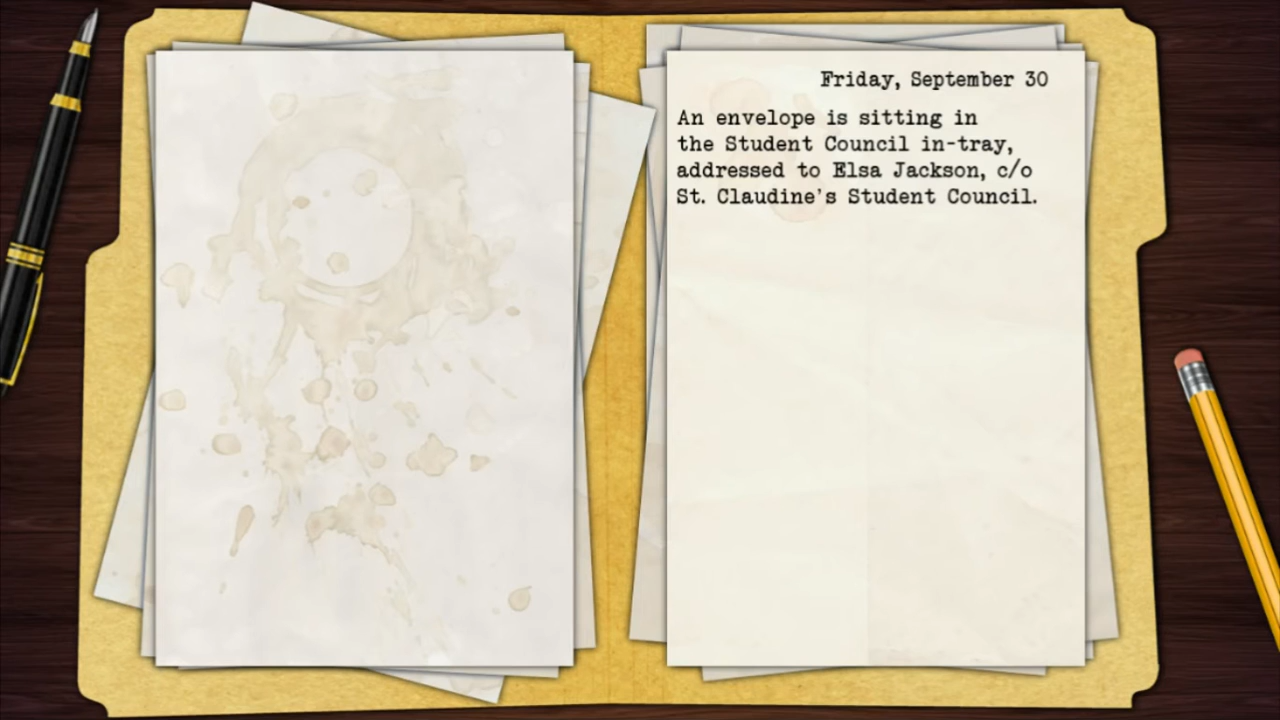 Friday, September 30
An envelope is sitting in
the Student Council in-tray,
addressed to Elsa Jackson, c/o
St. Claudine's Student Council.